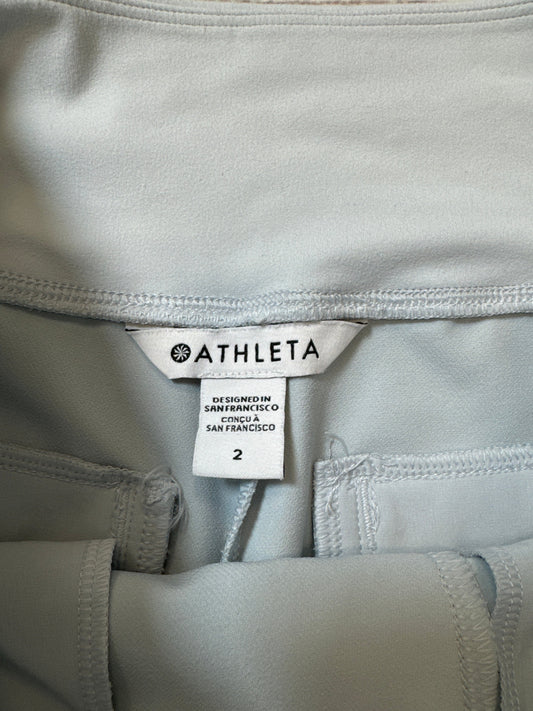 ATHLETA
DESIGNED IN
SAN FRANCISCO
CONÇU À
SAN FRANCISCO
2